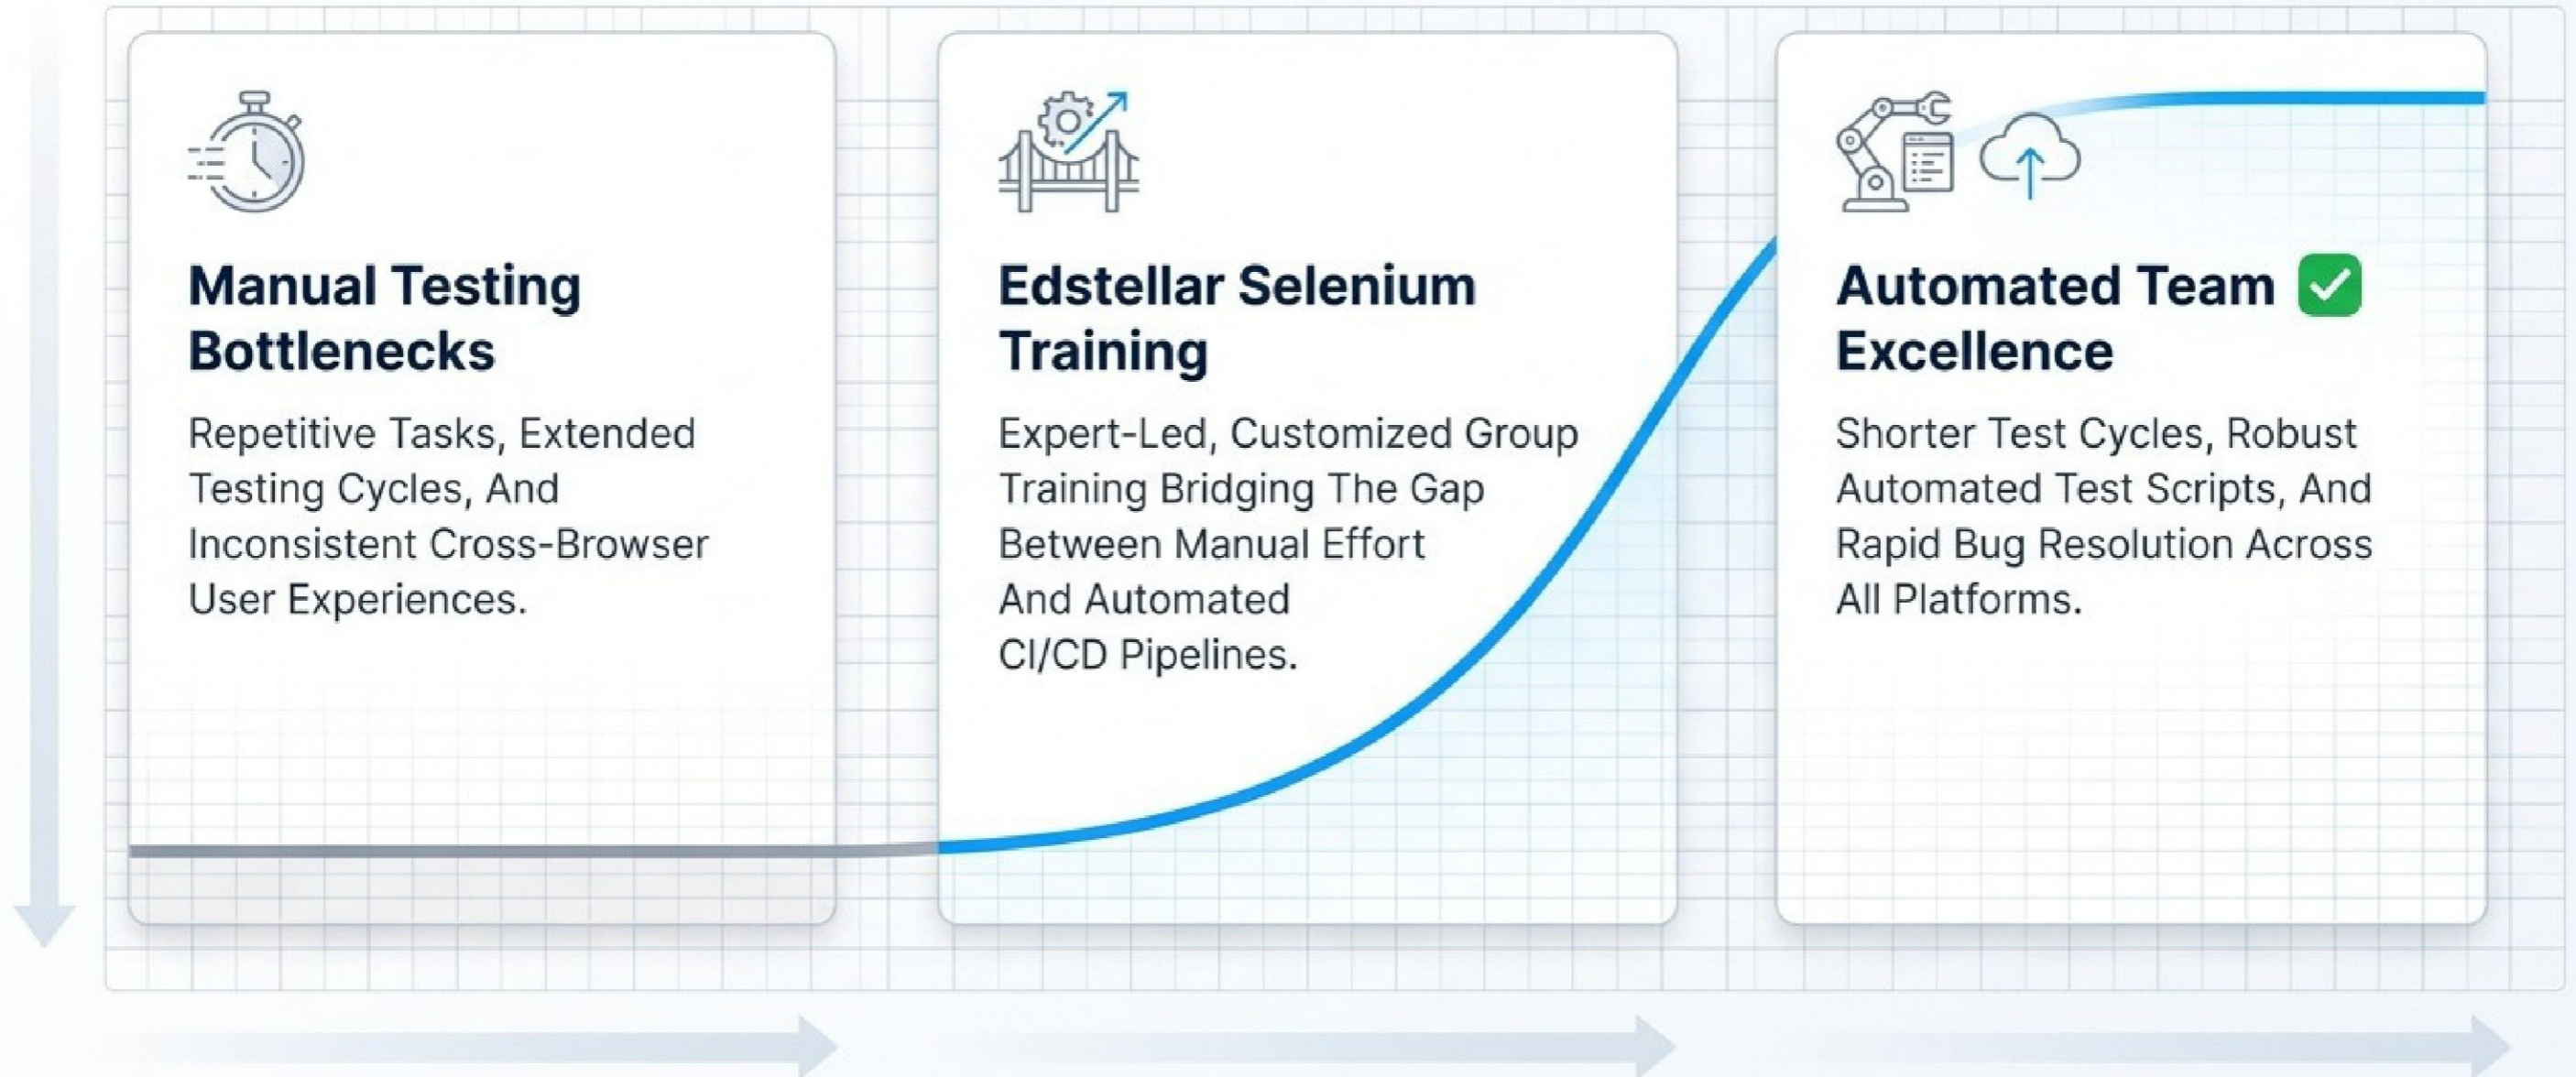 Manual Testing
Bottlenecks
Repetitive Tasks, Extended
Testing Cycles, And
Inconsistent Cross-Browser
User Experiences.
Edstellar Selenium
Training
Expert-Led, Customized Group
Training Bridging The Gap
Between Manual Effort
And Automated
CI/CD Pipelines.
Automated Team ✅
Excellence
Shorter Test Cycles, Robust
Automated Test Scripts, And
Rapid Bug Resolution Across
All Platforms.